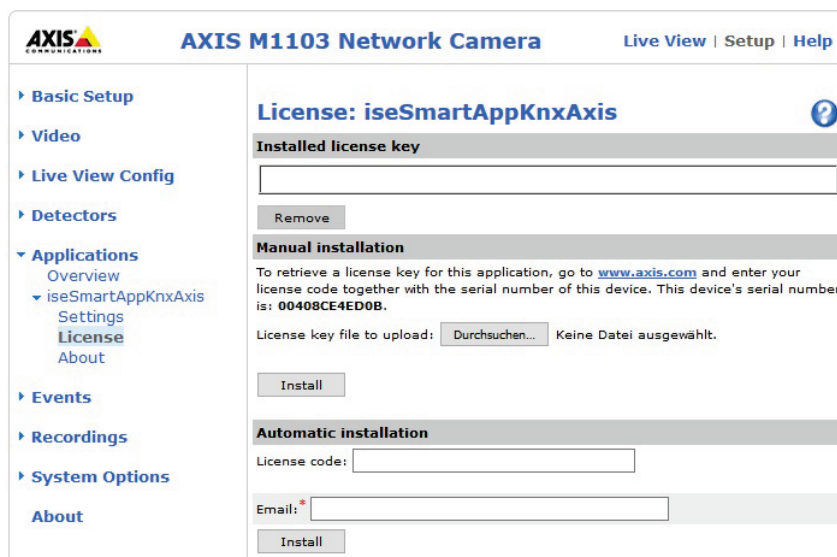 AXIS
COMMUNICATIONS
AXIS M1103 Network Camera
Live View | Setup | Help
Basic Setup
Video
Live View Config
Detectors
Applications
Overview
iseSmartAppKnxAxis
Settings
License
About
Events
Recordings
System Options
About
License: iseSmartAppKnxAxis
?
Installed license key
Remove
Manual installation
To retrieve a license key for this application, go to www.axis.com and enter your
license code together with the serial number of this device. This device's serial number
is: 00408CE4ED0B.
License key file to upload: Durchsuchen... Keine Datei ausgewählt.
Install
Automatic installation
License code:
Email:*
Install